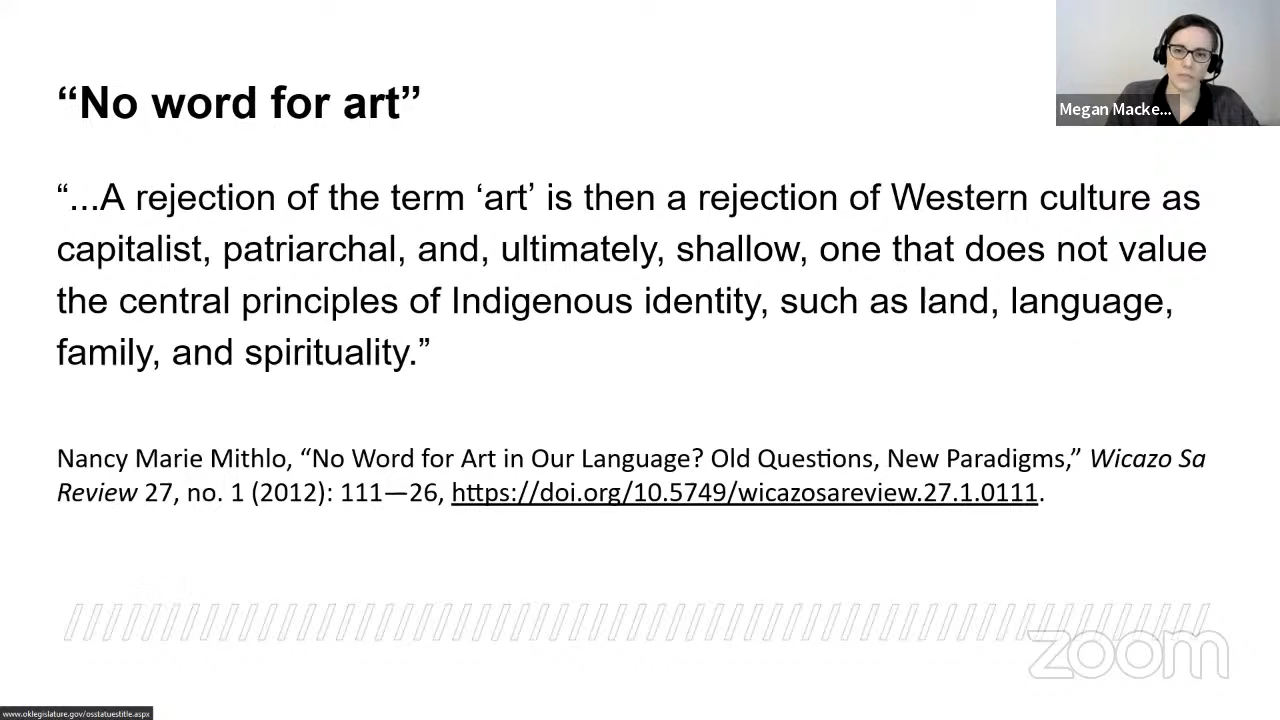 “No word for art”
Megan Macke...
“...A rejection of the term ‘art’ is then a rejection of Western culture as
capitalist, patriarchal, and, ultimately, shallow, one that does not value
the central principles of Indigenous identity, such as land, language,
family, and spirituality.”
Nancy Marie Mithlo, “No Word for Art in Our Language? Old Questions, New Paradigms,” Wicazo Sa
Review 27, no. 1 (2012): 111—26, https://doi.org/10.5749/wicazosareview.27.1.0111.
zoom
www.oklegislature.gov/osstatuestitle.aspx